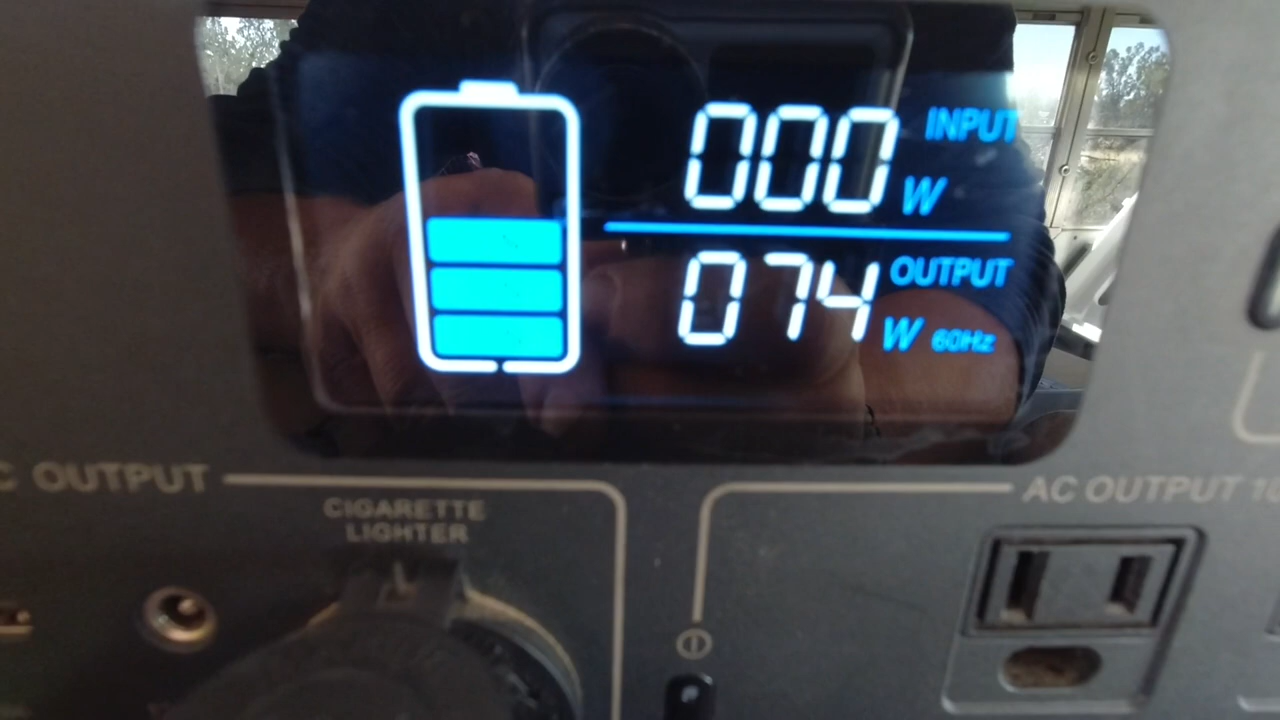 000 W INPUT
074 W OUTPUT
60Hz
C OUTPUT
CIGARETTE
LIGHTER
AC OUTPUT